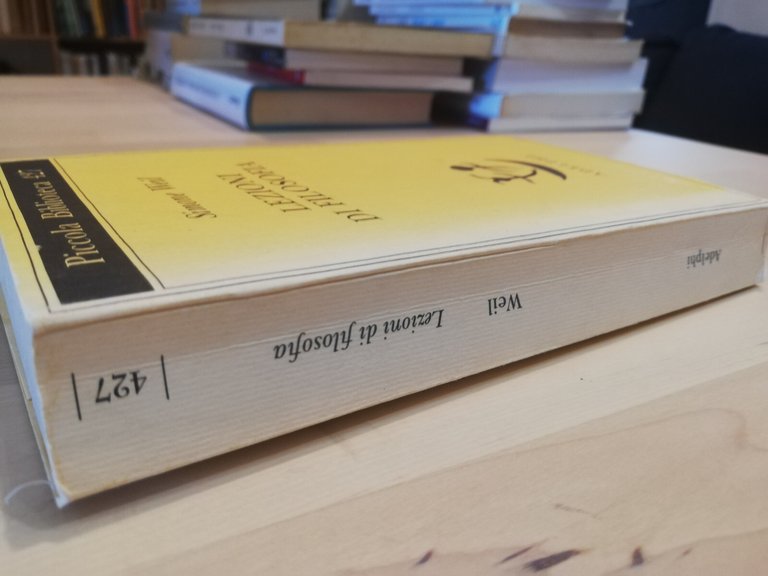 Piccola Biblioteca 427
Simone Weil
LEZIONI
DI FILOSOFIA
427
Lezioni di filosofia
Weil
Adelphi